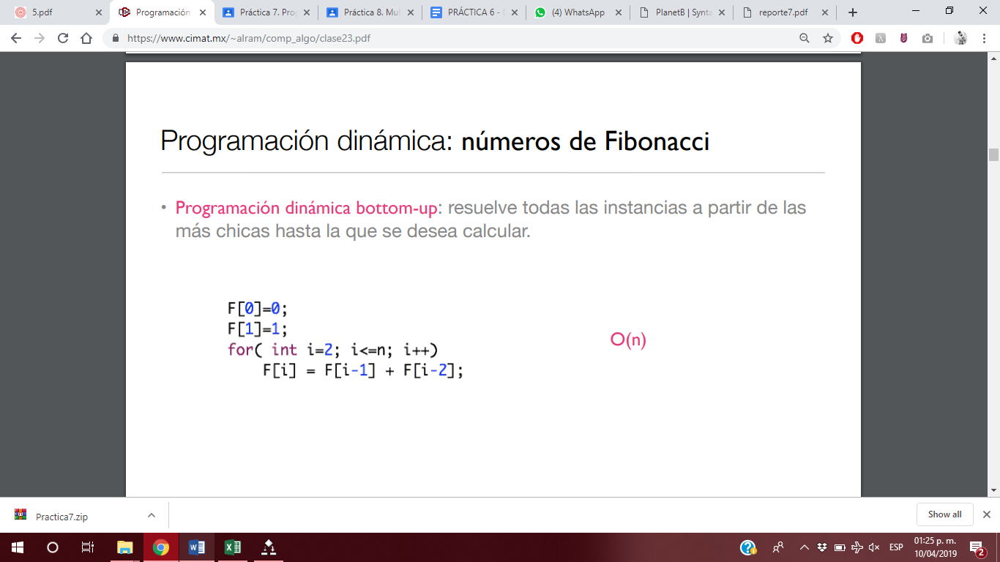 5.pdf
Programación
Práctica 7. Pro
Práctica 8. Mul
PRÁCTICA 6 -
(4) WhatsApp
PlanetB | Synta
reporte7.pdf
https://www.cimat.mx/~alram/comp_algo/clase23.pdf
Programación dinámica: números de Fibonacci
• Programación dinámica bottom-up: resuelve todas las instancias a partir de las
más chicas hasta la que se desea calcular.
F[0]=0;
F[1]=1;
for( int i=2; i<=n; i++)
F[i] = F[i-1] + F[i-2];
O(n)
Practica7.zip
Show all
ESP
01:25 p. m.
10/04/2019
2